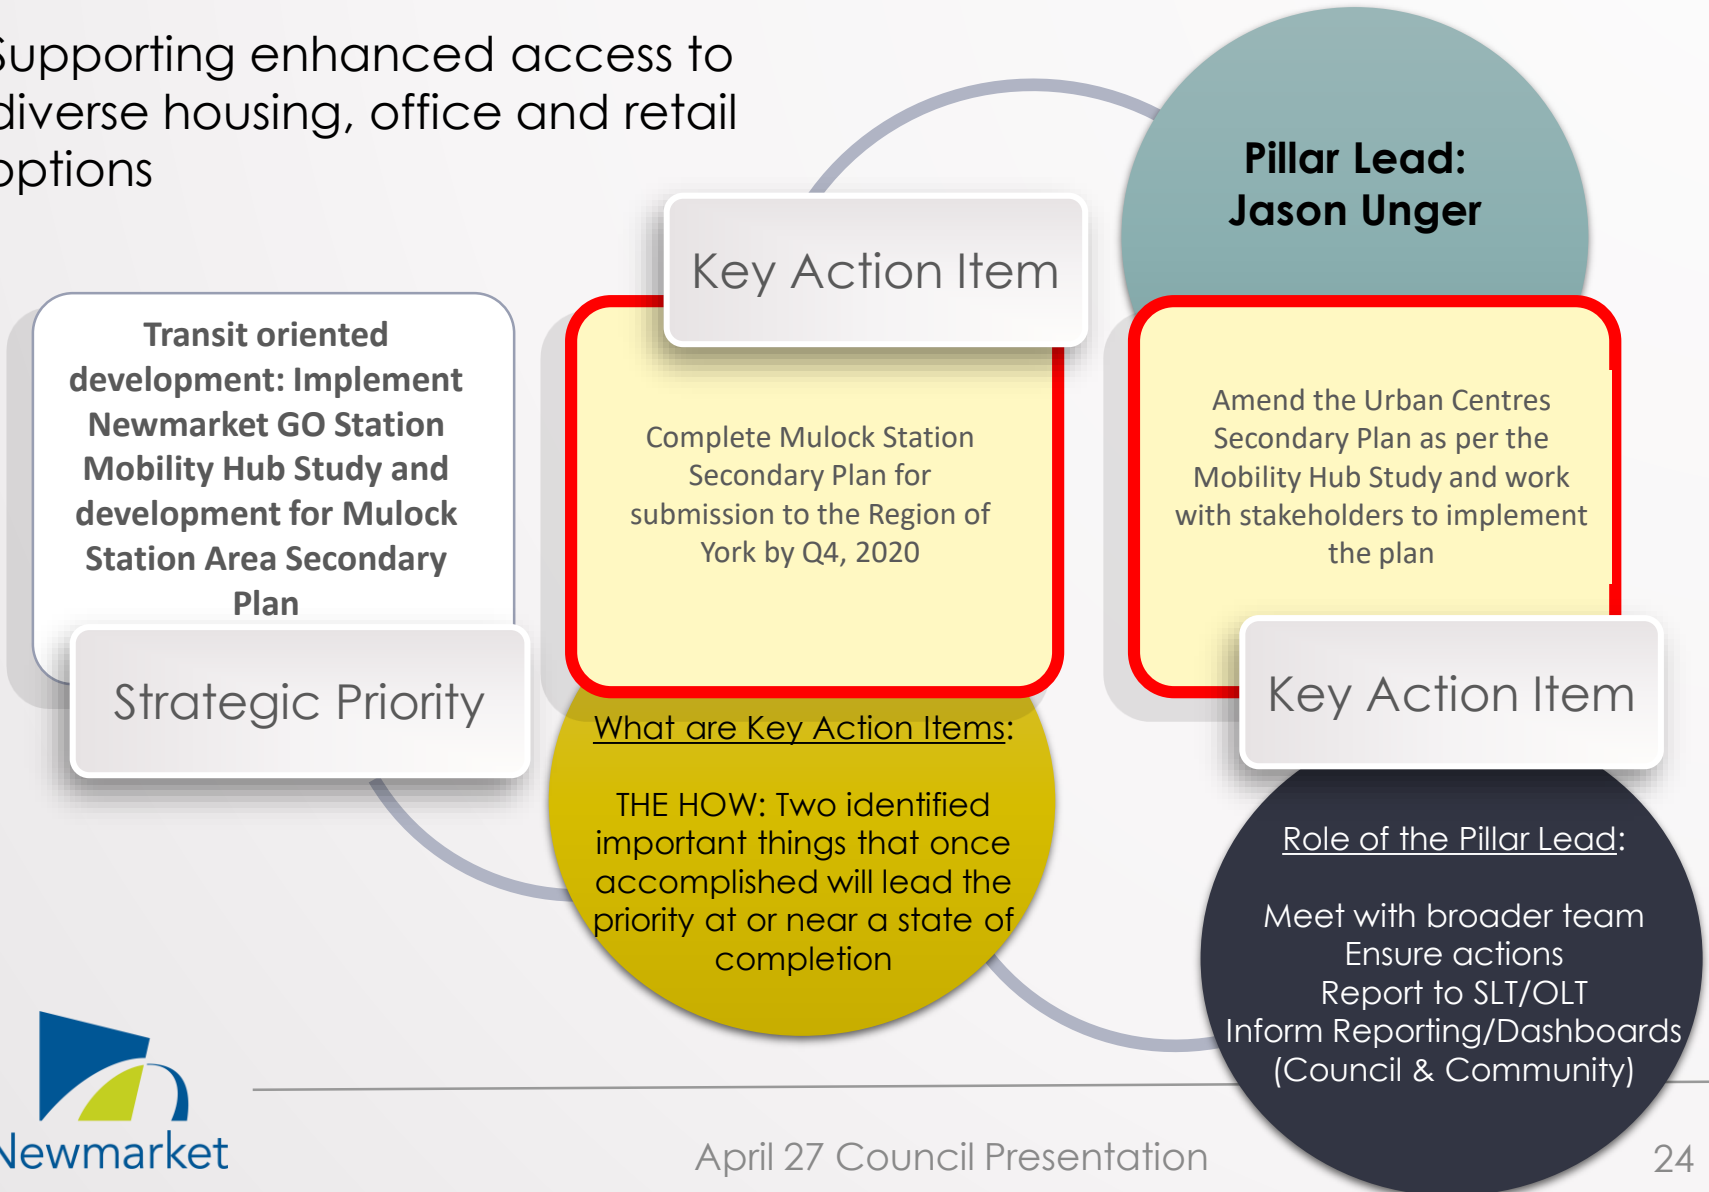 Supporting enhanced access to
diverse housing, office and retail
options
Pillar Lead:
Jason Unger
Key Action Item
Transit oriented
development: Implement
Newmarket GO Station
Mobility Hub Study and
development for Mulock
Station Area Secondary
Plan
Strategic Priority
Complete Mulock Station
Secondary Plan for
submission to the Region of
York by Q4, 2020
Amend the Urban Centres
Secondary Plan as per the
Mobility Hub Study and work
with stakeholders to implement
the plan
Key Action Item
What are Key Action Items:
THE HOW: Two identified
important things that once
accomplished will lead the
priority at or near a state of
completion
Role of the Pillar Lead:
Meet with broader team
Ensure actions
Report to SLT/OLT
Inform Reporting/Dashboards
(Council & Community)
Newmarket
April 27 Council Presentation
24